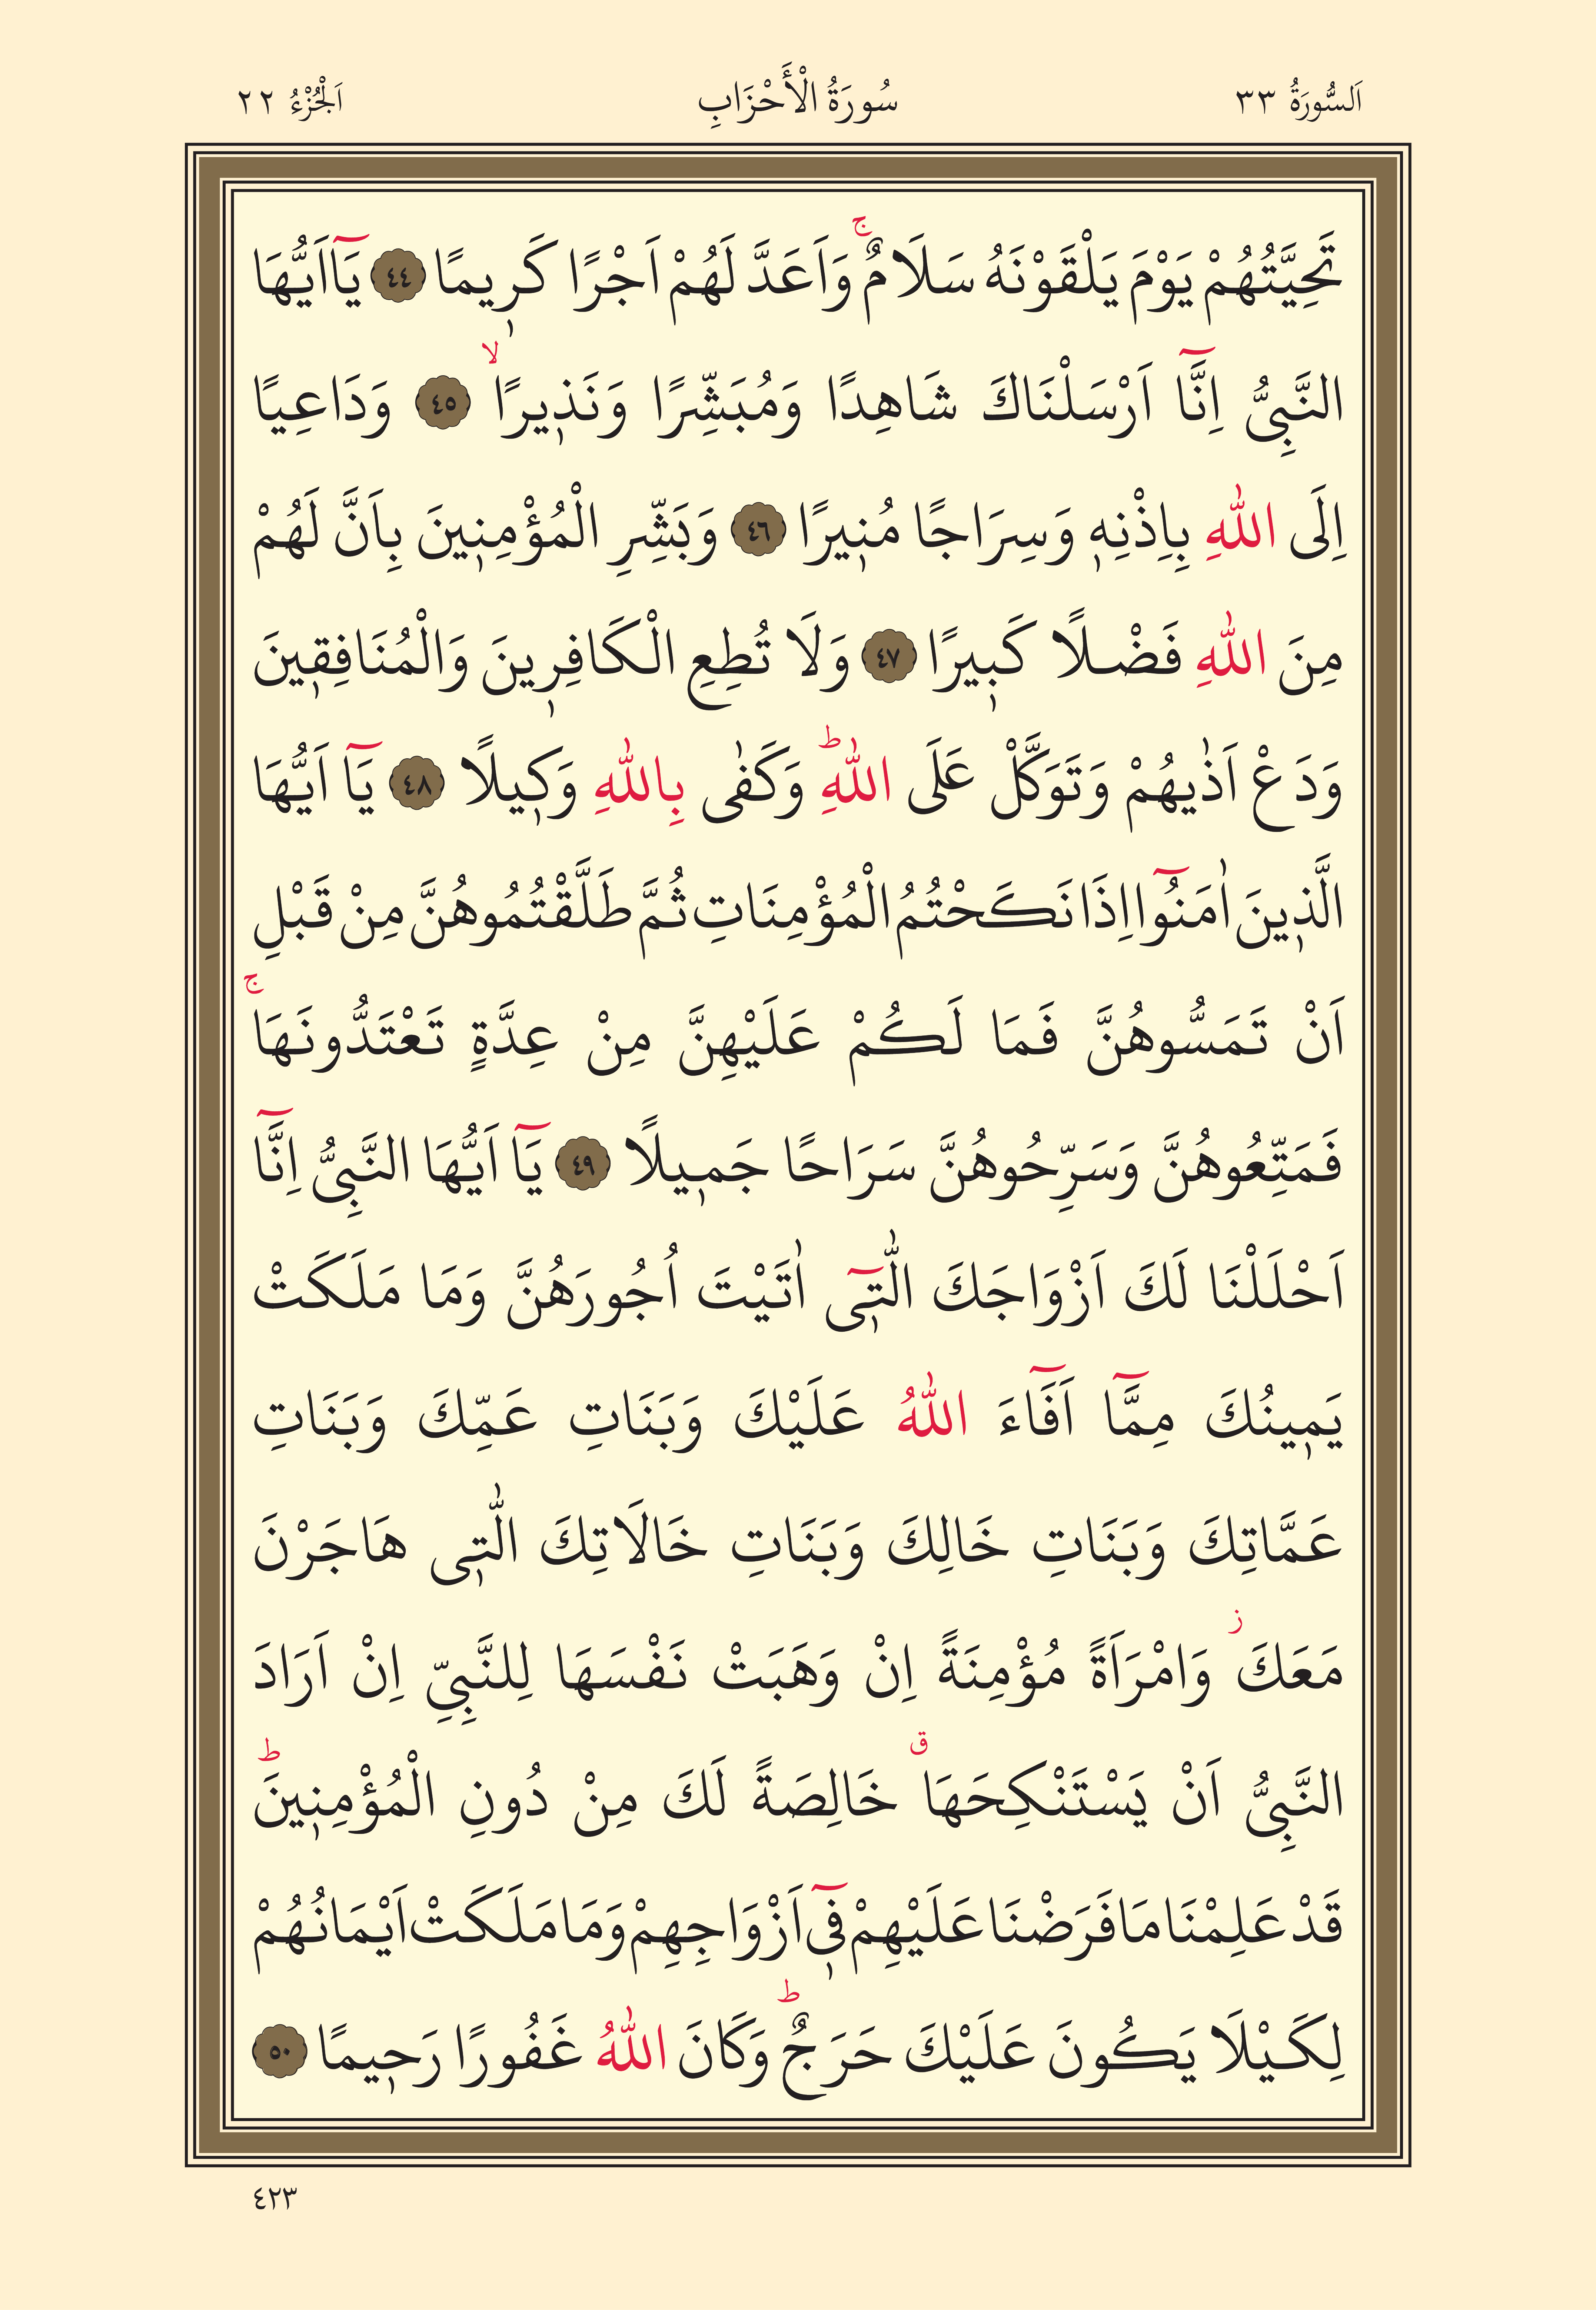 اَلسُّورَةُ ٣٣ سُورَةُ الْأَحْزَابِ اَلْجُزْءُ ٢٢
تَحِيَّتُهُمْ يَوْمَ يَلْقَوْنَهُ سَلَامٌۚ وَاَعَدَّ لَهُمْ اَجْرًا كَر۪يمًا ٤٤ يَٓااَيُّهَا
النَّبِىُّ اِنَّٓا اَرْسَلْنَاكَ شَاهِدًا وَمُبَشِّرًا وَنَذ۪يرًاۙ ٤٥ وَدَاعِيًا
اِلَى اللّٰهِ بِاِذْنِه۪ وَسِرَاجًا مُن۪يرًا ٤٦ وَبَشِّرِ الْمُؤْمِن۪ينَ بِاَنَّ لَهُمْ
مِنَ اللّٰهِ فَضْلًا كَب۪يرًا ٤٧ وَلَا تُطِعِ الْكَافِر۪ينَ وَالْمُنَافِق۪ينَ
وَدَعْ اَذٰيهُمْ وَتَوَكَّلْ عَلَى اللّٰهِۜ وَكَفٰى بِاللّٰهِ وَك۪يلًا ٤٨ يَٓا اَيُّهَا
الَّذ۪ينَ اٰمَنُٓوا اِذَا نَكَحْتُمُ الْمُؤْمِنَاتِ ثُمَّ طَلَّقْتُمُوهُنَّ مِنْ قَبْلِ
اَنْ تَمَسُّوهُنَّ فَمَا لَكُمْ عَلَيْهِنَّ مِنْ عِدَّةٍ تَعْتَدُّونَهَاۚ
فَمَتِّعُوهُنَّ وَسَرِّحُوهُنَّ سَرَاحًا جَم۪يلًا ٤٩ يَٓا اَيُّهَا النَّبِىُّ اِنَّٓا
اَحْلَلْنَا لَكَ اَزْوَاجَكَ الّٰت۪ٓى اٰتَيْتَ اُجُورَهُنَّ وَمَا مَلَكَتْ
يَم۪ينُكَ مِمَّٓا اَفَٓاءَ اللّٰهُ عَلَيْكَ وَبَنَاتِ عَمِّكَ وَبَنَاتِ
عَمَّاتِكَ وَبَنَاتِ خَالِكَ وَبَنَاتِ خَالَاتِكَ الّٰت۪ى هَاجَرْنَ
مَعَكَؗ وَامْرَاَةً مُؤْمِنَةً اِنْ وَهَبَتْ نَفْسَهَا لِلنَّبِىِّ اِنْ اَرَادَ
النَّبِىُّ اَنْ يَسْتَنْكِحَهَاࣗ خَالِصَةً لَكَ مِنْ دُونِ الْمُؤْمِن۪ينَۜ
قَدْ عَلِمْنَا مَا فَرَضْنَا عَلَيْهِمْ ف۪ٓى اَزْوَاجِهِمْ وَمَا مَلَكَتْ اَيْمَانُهُمْ
لِكَيْلَا يَكُونَ عَلَيْكَ حَرَجٌۜ وَكَانَ اللّٰهُ غَفُورًا رَح۪يمًا ٥٠
٤٢٣